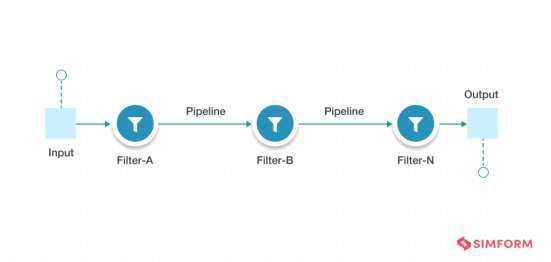 Pipeline
Pipeline
Output
Input
Filter-A
Filter-B
Filter-N
SIMFORM